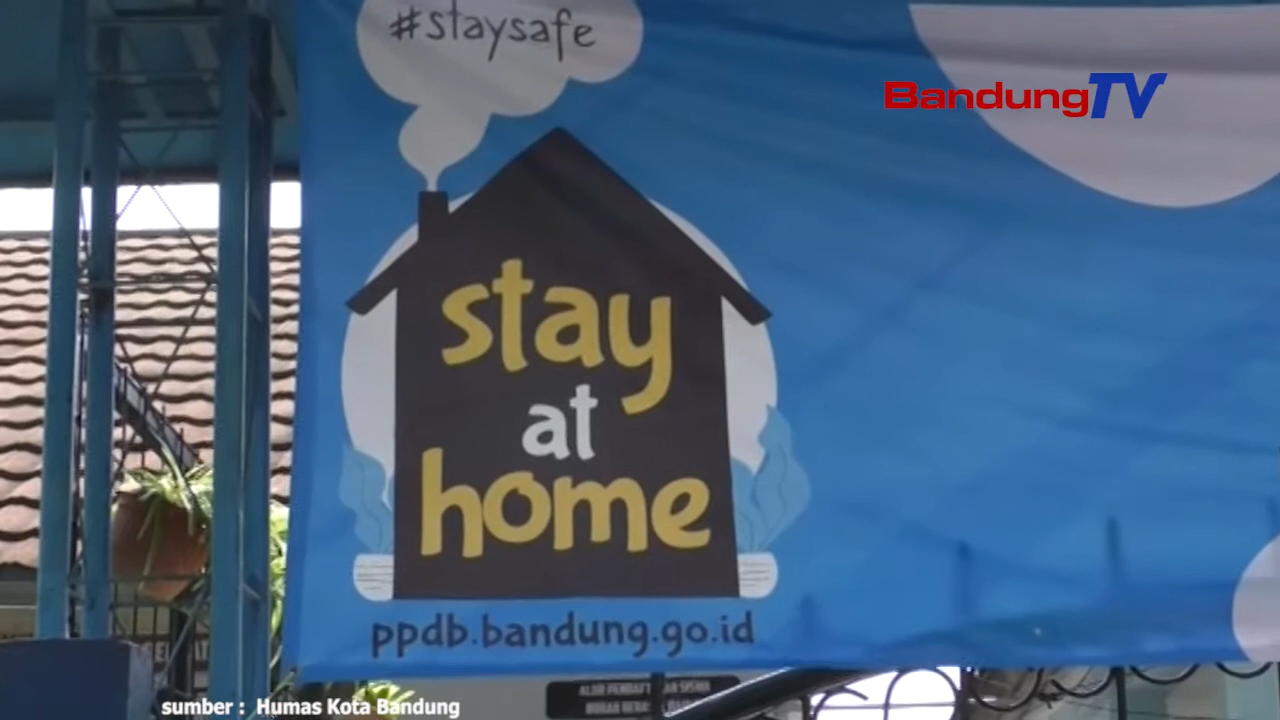 #staysafe
BandungTV
stay
at
home
ppdb.bandung.go.id
sumber : Humas Kota Bandung